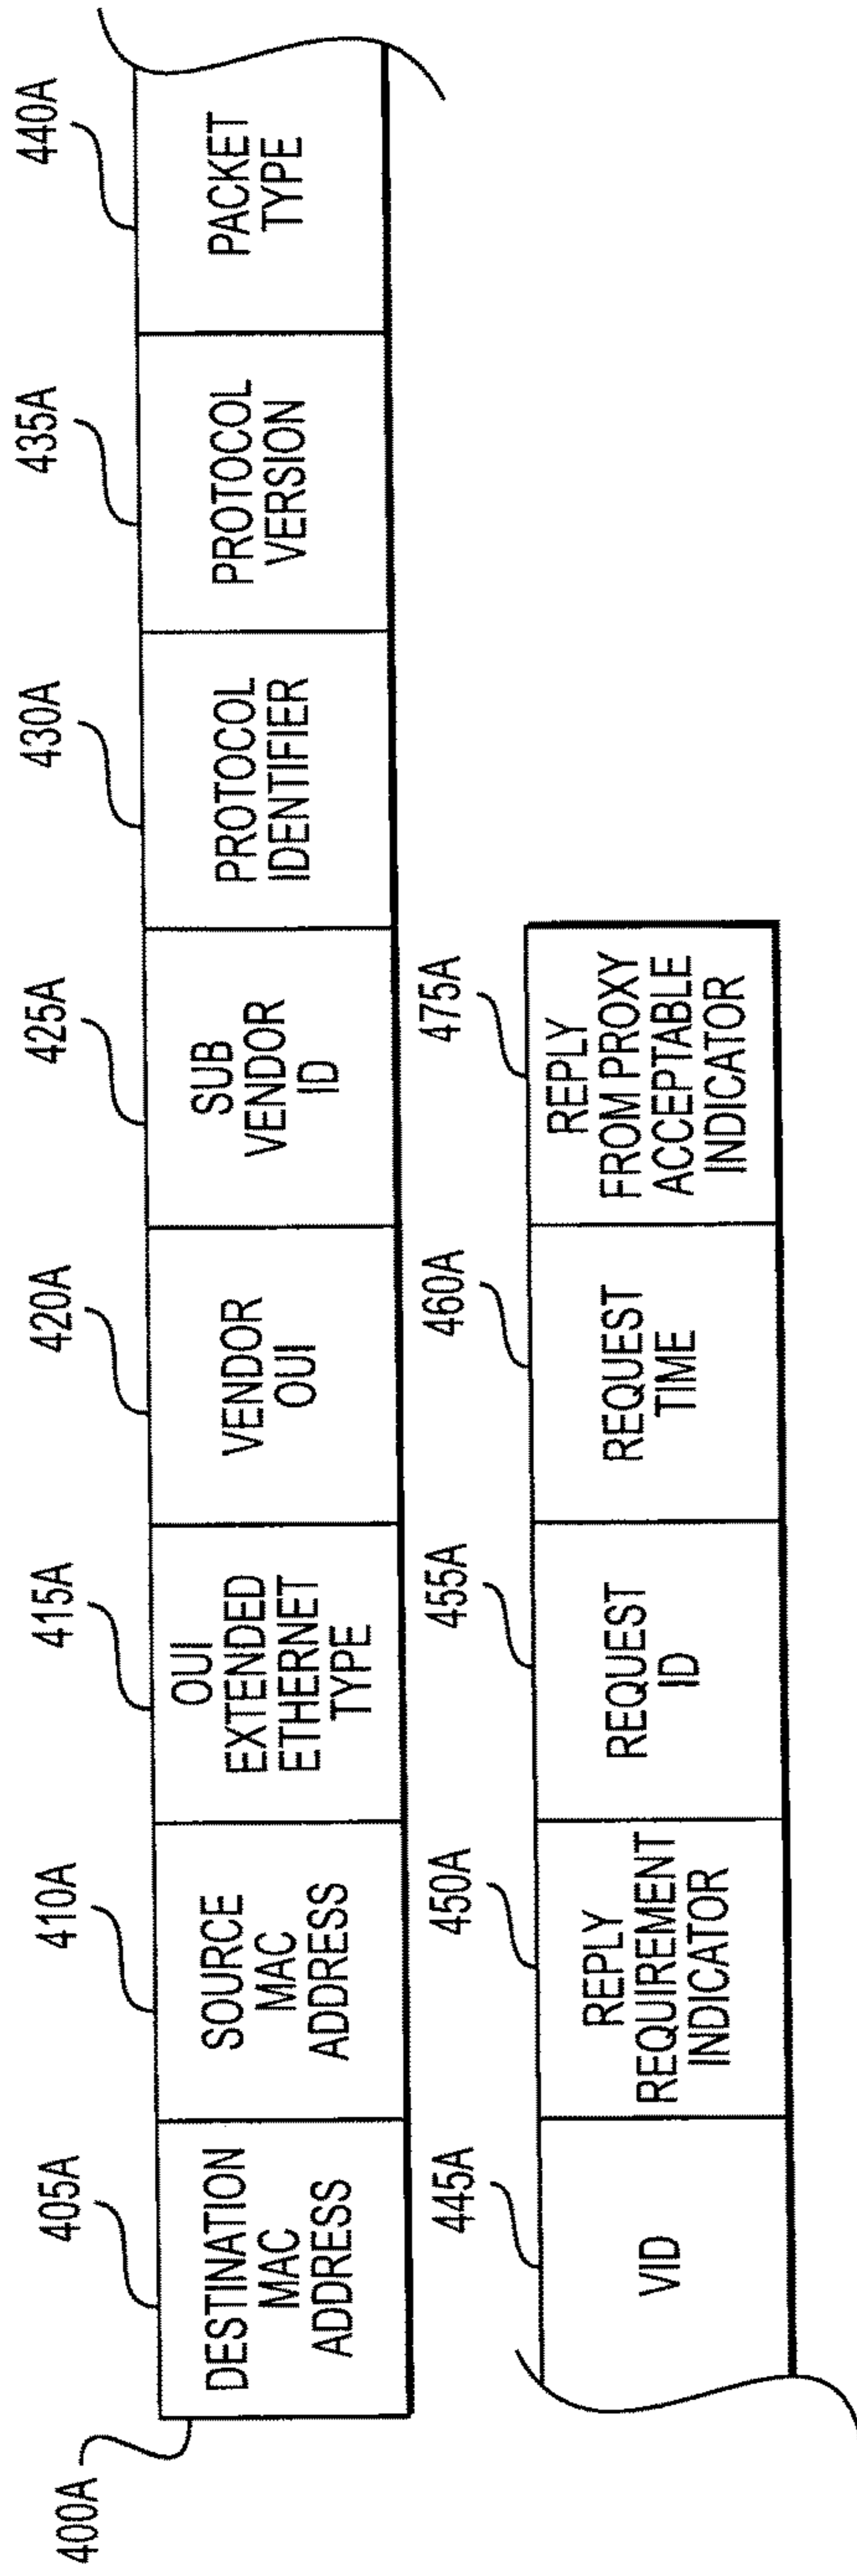 400A
405A
410A
415A
420A
425A
430A
435A
440A
DESTINATION
MAC
ADDRESS
SOURCE
MAC
ADDRESS
OUI
EXTENDED
ETHERNET
TYPE
VENDOR
OUI
SUB
VENDOR
ID
PROTOCOL
IDENTIFIER
PROTOCOL
VERSION
PACKET
TYPE
445A
450A
455A
460A
475A
VID
REPLY
REQUIREMENT
INDICATOR
REQUEST
ID
REQUEST
TIME
REPLY
FROM PROXY
ACCEPTABLE
INDICATOR